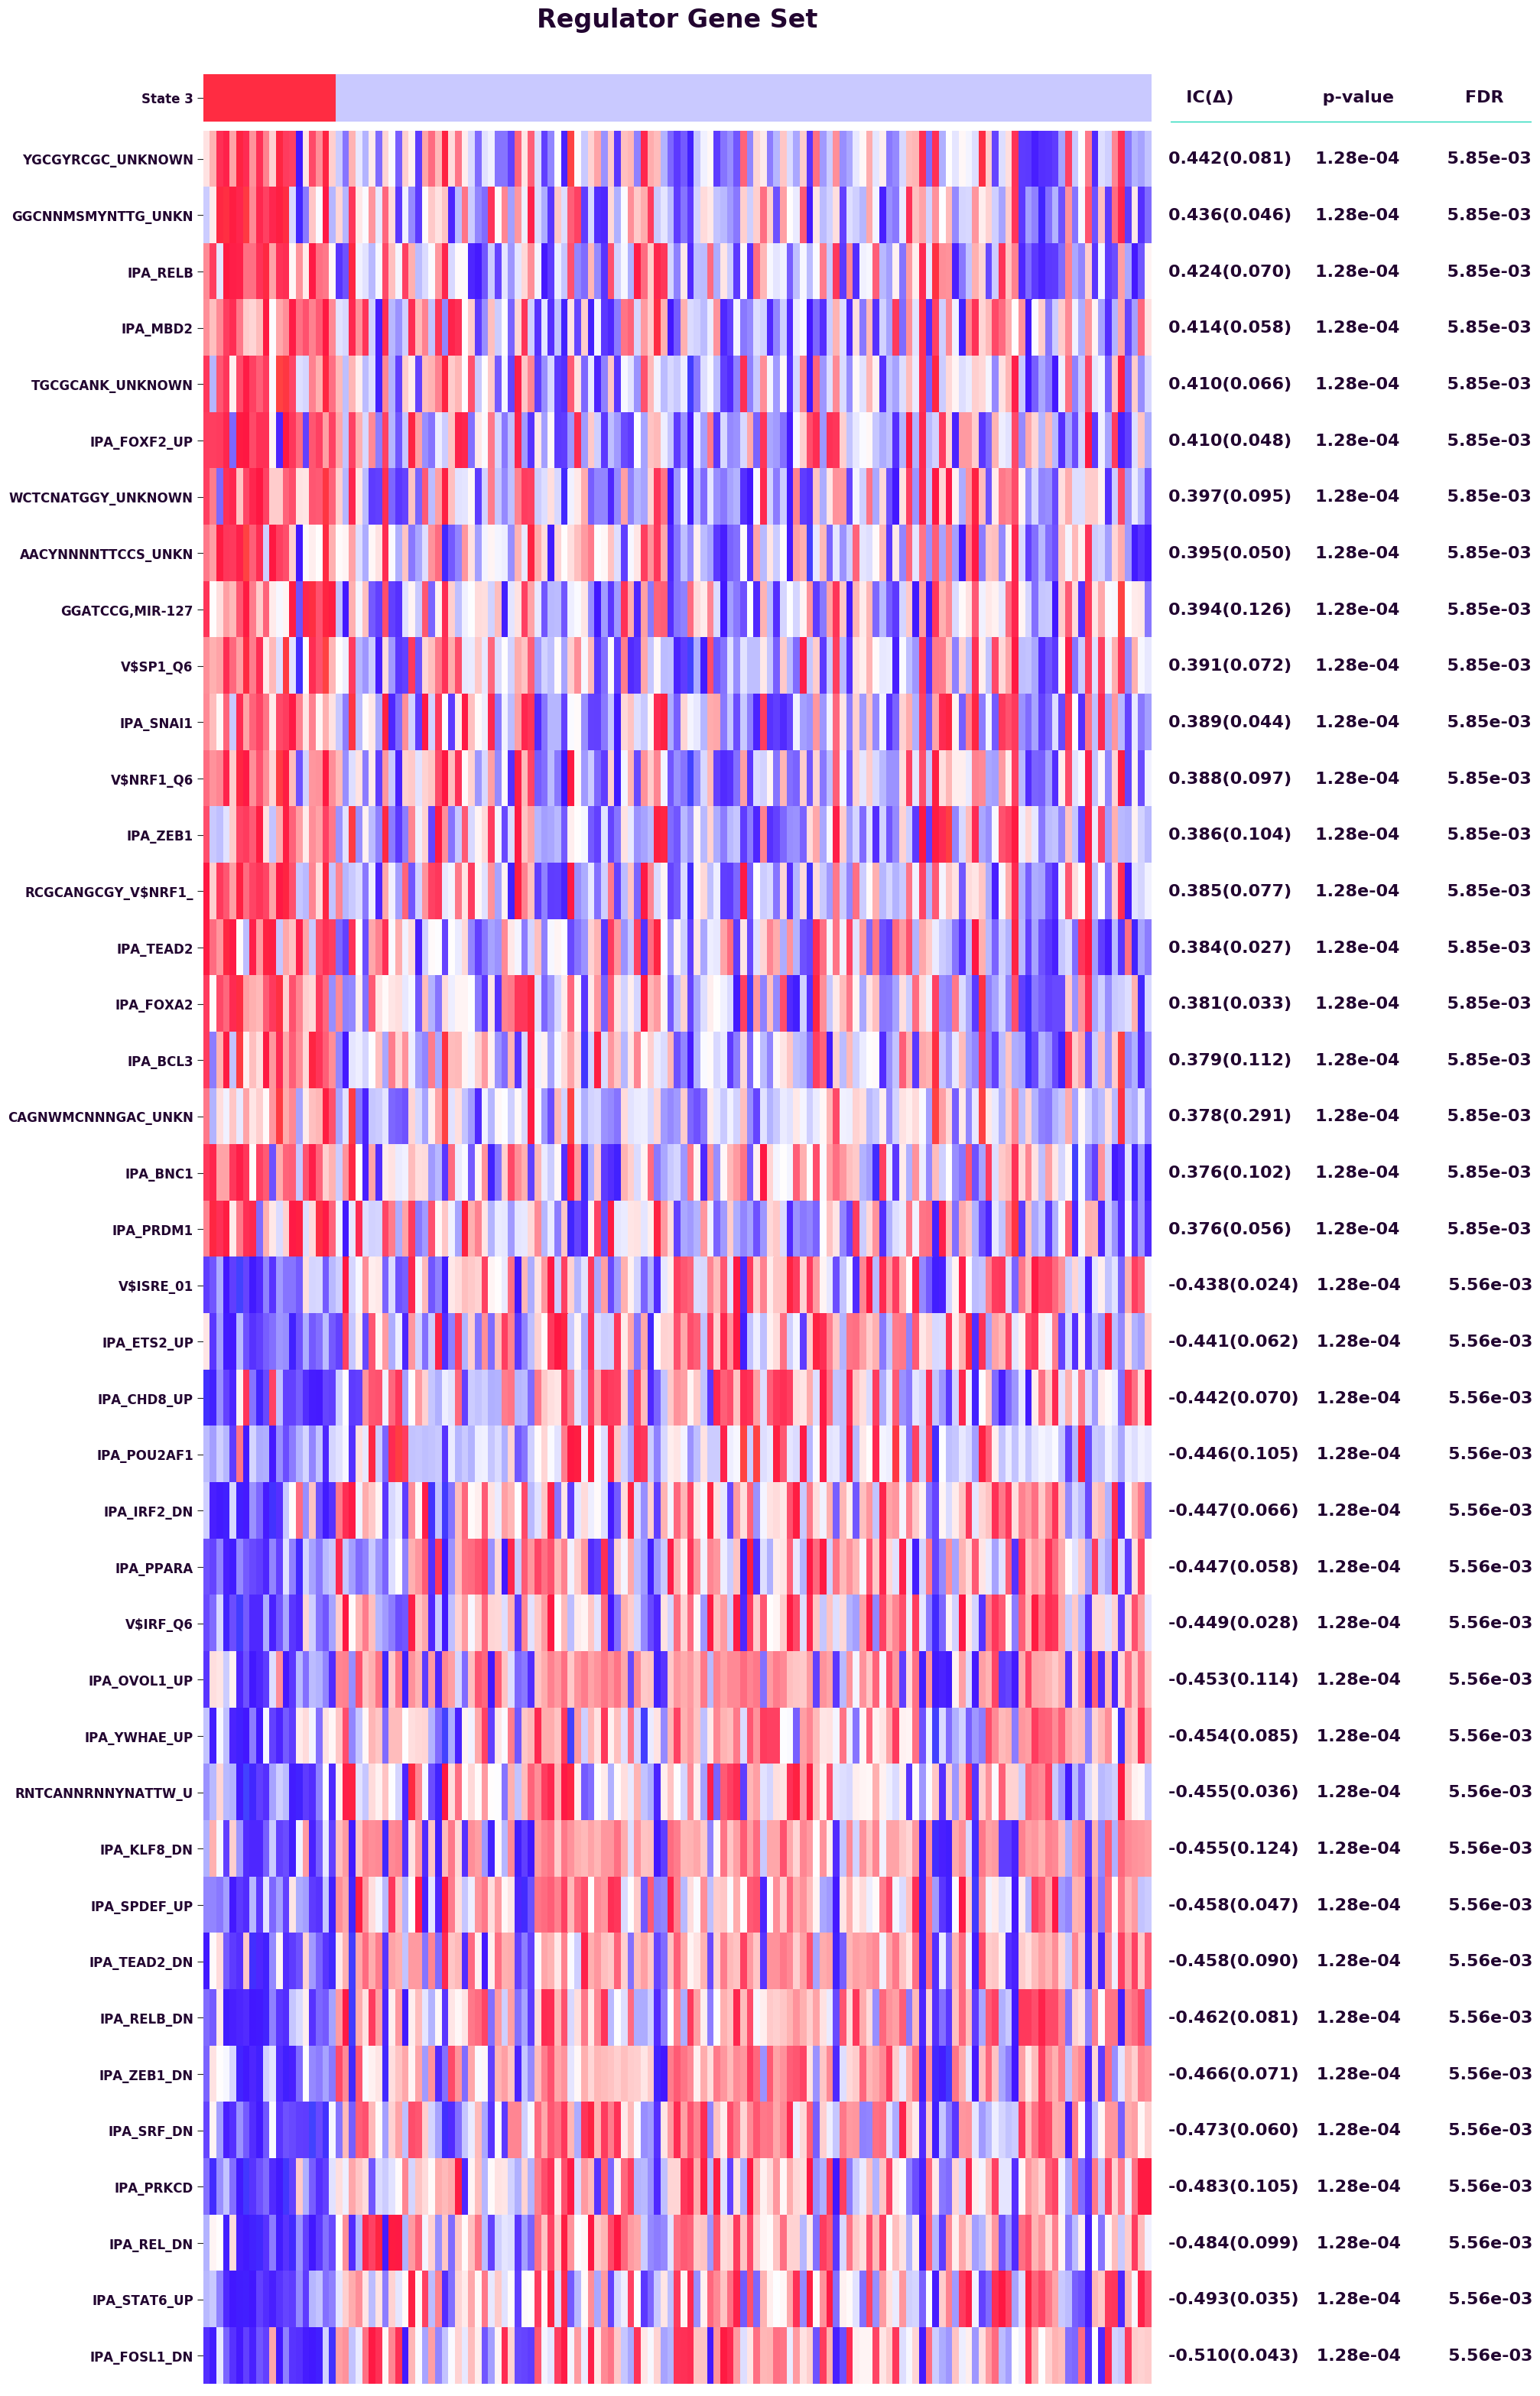 Regulator Gene Set
State 3 IC(Δ) p-value FDR
YGCGYRCGC_UNKNOWN 0.442(0.081) 1.28e-04 5.85e-03
GGCNNMSMYNTTG_UNKN 0.436(0.046) 1.28e-04 5.85e-03
IPA_RELB 0.424(0.070) 1.28e-04 5.85e-03
IPA_MBD2 0.414(0.058) 1.28e-04 5.85e-03
TGCGCANK_UNKNOWN 0.410(0.066) 1.28e-04 5.85e-03
IPA_FOXF2_UP 0.410(0.048) 1.28e-04 5.85e-03
WCTCNATGGY_UNKNOWN 0.397(0.095) 1.28e-04 5.85e-03
AACYNNNNTTCCS_UNKN 0.395(0.050) 1.28e-04 5.85e-03
GGATCCG,MIR-127 0.394(0.126) 1.28e-04 5.85e-03
V$SP1_Q6 0.391(0.072) 1.28e-04 5.85e-03
IPA_SNAI1 0.389(0.044) 1.28e-04 5.85e-03
V$NRF1_Q6 0.388(0.097) 1.28e-04 5.85e-03
IPA_ZEB1 0.386(0.104) 1.28e-04 5.85e-03
RCGCANGCGY_V$NRF1_ 0.385(0.077) 1.28e-04 5.85e-03
IPA_TEAD2 0.384(0.027) 1.28e-04 5.85e-03
IPA_FOXA2 0.381(0.033) 1.28e-04 5.85e-03
IPA_BCL3 0.379(0.112) 1.28e-04 5.85e-03
CAGNWMCNNNGAC_UNKN 0.378(0.291) 1.28e-04 5.85e-03
IPA_BNC1 0.376(0.102) 1.28e-04 5.85e-03
IPA_PRDM1 0.376(0.056) 1.28e-04 5.85e-03
V$ISRE_01 -0.438(0.024) 1.28e-04 5.56e-03
IPA_ETS2_UP -0.441(0.062) 1.28e-04 5.56e-03
IPA_CHD8_UP -0.442(0.070) 1.28e-04 5.56e-03
IPA_POU2AF1 -0.446(0.105) 1.28e-04 5.56e-03
IPA_IRF2_DN -0.447(0.066) 1.28e-04 5.56e-03
IPA_PPARA -0.447(0.058) 1.28e-04 5.56e-03
V$IRF_Q6 -0.449(0.028) 1.28e-04 5.56e-03
IPA_OVOL1_UP -0.453(0.114) 1.28e-04 5.56e-03
IPA_YWHAE_UP -0.454(0.085) 1.28e-04 5.56e-03
RNTCANNRNNYNATTW_U -0.455(0.036) 1.28e-04 5.56e-03
IPA_KLF8_DN -0.455(0.124) 1.28e-04 5.56e-03
IPA_SPDEF_UP -0.458(0.047) 1.28e-04 5.56e-03
IPA_TEAD2_DN -0.458(0.090) 1.28e-04 5.56e-03
IPA_RELB_DN -0.462(0.081) 1.28e-04 5.56e-03
IPA_ZEB1_DN -0.466(0.071) 1.28e-04 5.56e-03
IPA_SRF_DN -0.473(0.060) 1.28e-04 5.56e-03
IPA_PRKCD -0.483(0.105) 1.28e-04 5.56e-03
IPA_REL_DN -0.484(0.099) 1.28e-04 5.56e-03
IPA_STAT6_UP -0.493(0.035) 1.28e-04 5.56e-03
IPA_FOSL1_DN -0.510(0.043) 1.28e-04 5.56e-03